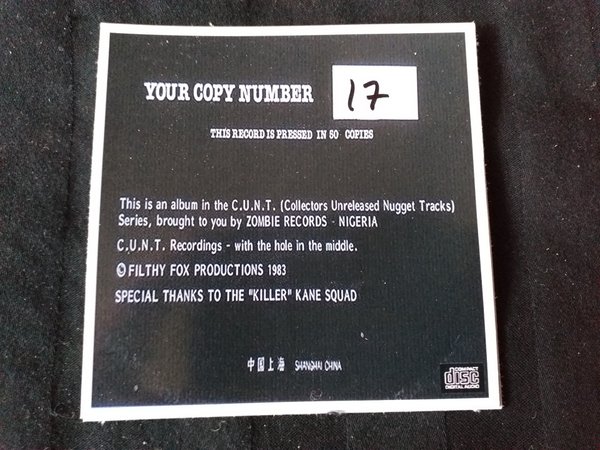 YOUR COPY NUMBER 17
THIS RECORD IS PRESSED IN 50 COPIES
This is an album in the C.U.N.T. (Collectors Unreleased Nugget Tracks)
Series, brought to you by ZOMBIE RECORDS - NIGERIA
C.U.N.T. Recordings - with the hole in the middle.
© FILTHY FOX PRODUCTIONS 1983
SPECIAL THANKS TO THE "KILLER" KANE SQUAD
中国上海 SHANGHAI CHINA
COMPACT
disc
DIGITAL AUDIO